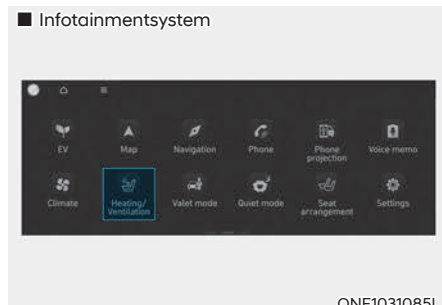 ■ Infotainmentsystem
EV Map Navigation Phone Phone projection Voice memo
Climate Heating/ Ventilation Valet mode Quiet mode Seat arrangement Settings